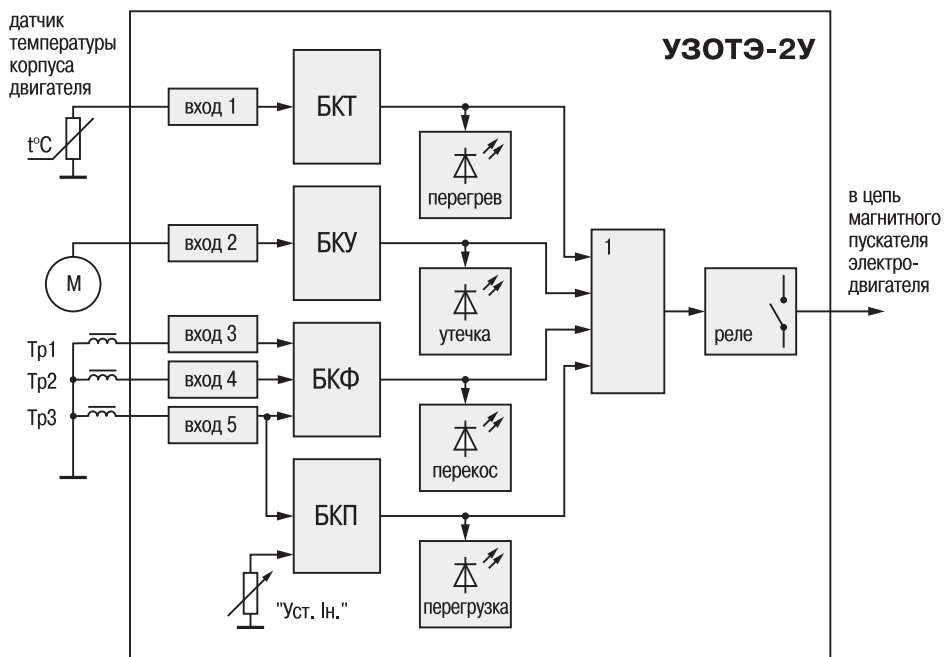 датчик
температуры
корпуса
двигателя
УЗОТЭ-2У
t°C
вход 1
БКТ
перегрев
М
вход 2
БКУ
утечка
Тр1
вход 3
Тр2
вход 4
Тр3
вход 5
БКФ
перекос
БКП
"Уст. Iн."
перегрузка
1
реле
в цепь
магнитного
пускателя
электро-
двигателя